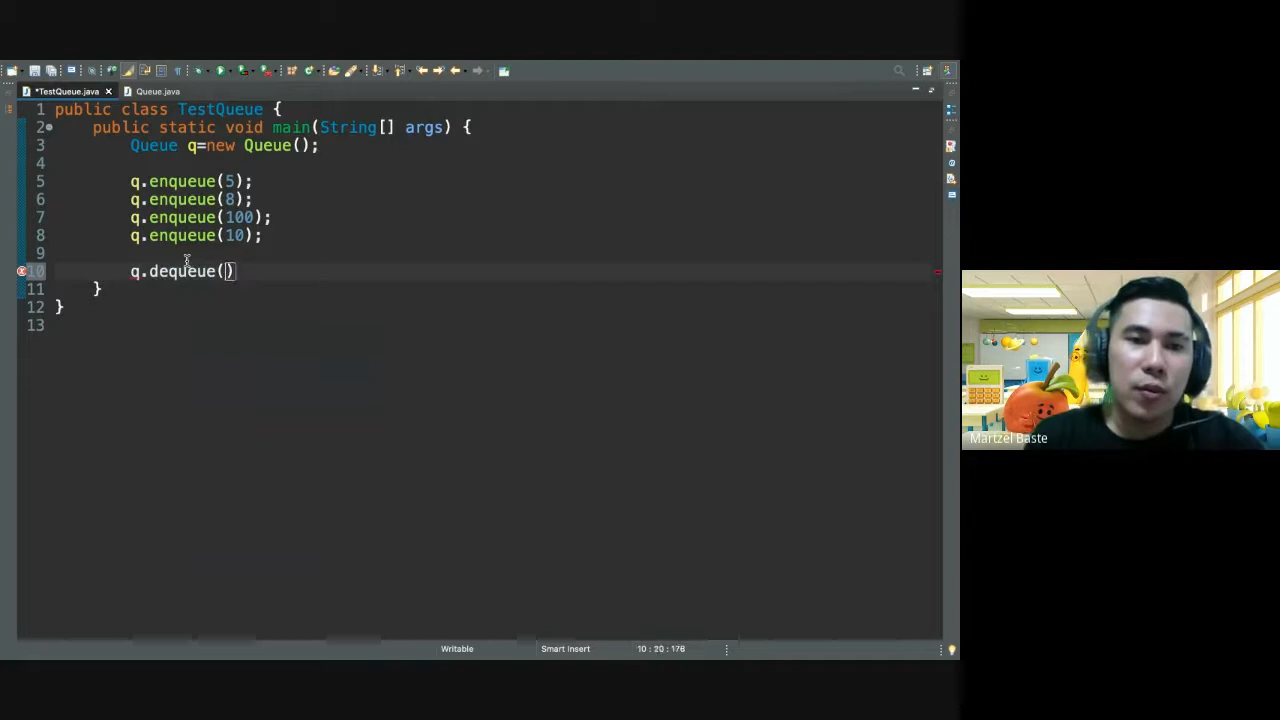 *TestQueue.java
Queue.java
1 public class TestQueue {
2 public static void main(String[] args) {
3 Queue q=new Queue();
4
5 q.enqueue(5);
6 q.enqueue(8);
7 q.enqueue(100);
8 q.enqueue(10);
9
10 q.dequeue()
11 }
12 }
13
Writable
Smart Insert
10 : 20 : 176
Martzel Baste